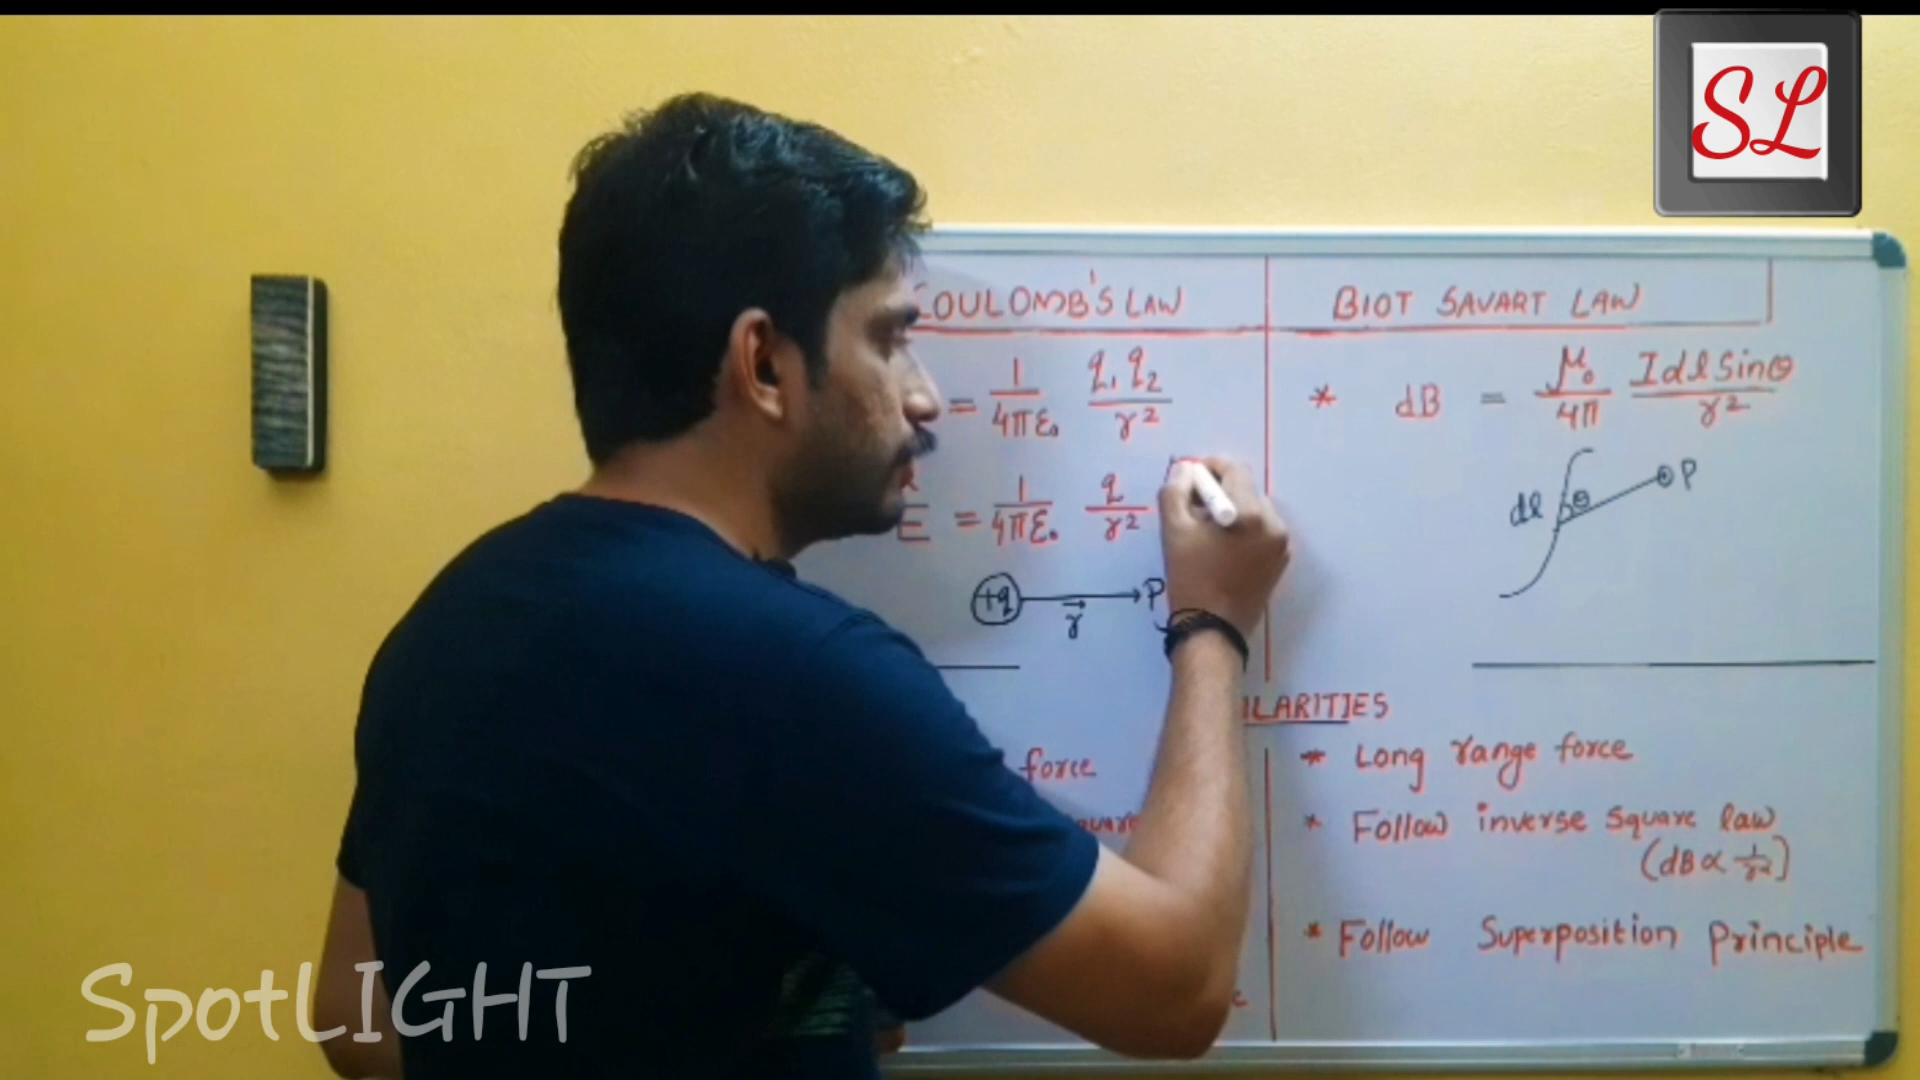 SL
COULOMB'S LAW
= 1/4πε₀ q₁q₂/r²
E = 1/4πε₀ q/r²
+q r⃗ P
force
BIOT SAVART LAW
* dB = μ₀/4π Idl Sinθ/r²
dl θ P
ILARITIES
* Long range force
* Follow inverse square law
(dB ∝ 1/r²)
* Follow Superposition Principle
SpotLIGHT